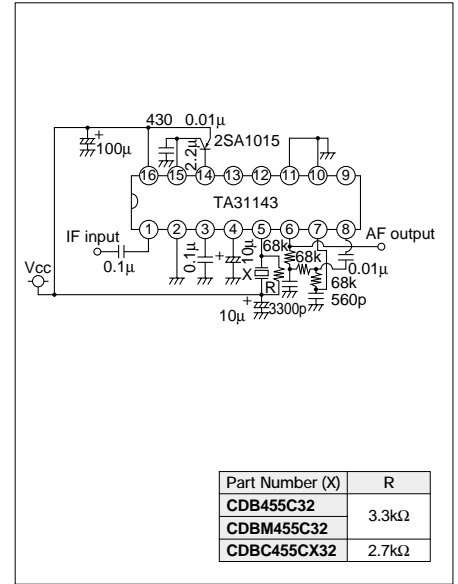 430 0.01μ
+
100μ
2.2μ
2SA1015
16 15 14 13 12 11 10 9
TA31143
1 2 3 4 5 6 7 8
IF input
0.1μ
0.1μ
+
10μ
68k
68k
AF output
Vcc
X
R
0.01μ
68k
560p
+
10μ
3300p
Part Number (X) R
CDB455C32 3.3kΩ
CDBM455C32
CDBC455CX32 2.7kΩ